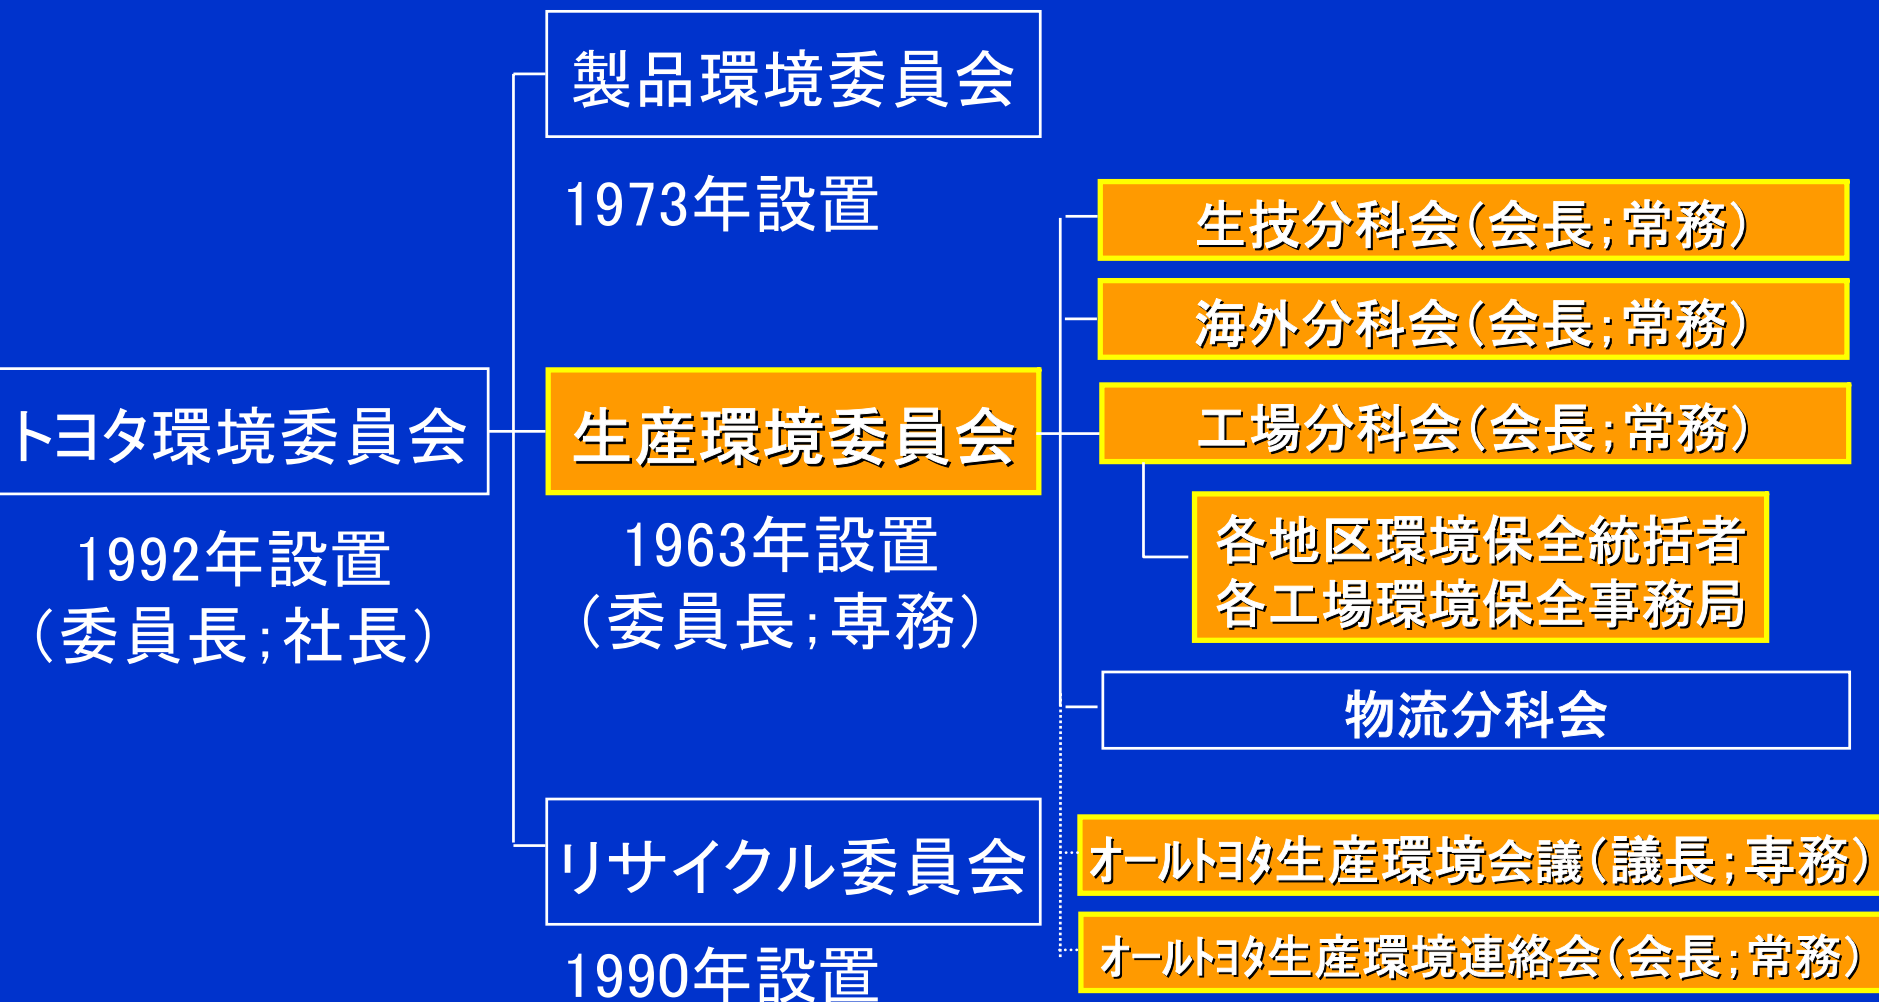 製品環境委員会
1973年設置
トヨタ環境委員会
1992年設置
（委員長；社長）
生産環境委員会
1963年設置
（委員長；専務）
リサイクル委員会
1990年設置
生技分科会（会長；常務）
海外分科会（会長；常務）
工場分科会（会長；常務）
各地区環境保全統括者
各工場環境保全事務局
物流分科会
ｵｰﾙﾄﾖﾀ生産環境会議（議長；専務）
ｵｰﾙﾄﾖﾀ生産環境連絡会（会長；常務）